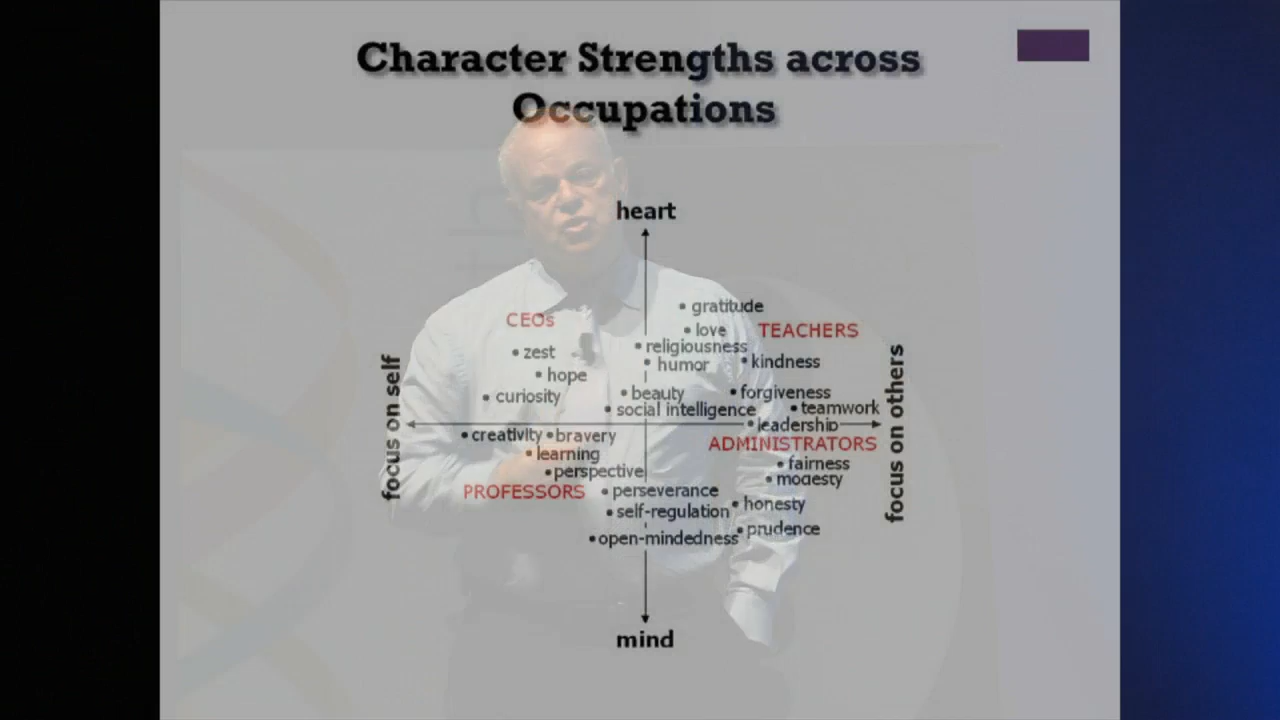 Character Strengths across
Occupations
heart
gratitude
CEOs
love
TEACHERS
religiousness
zest
humor
kindness
hope
curiosity
beauty
forgiveness
social intelligence
teamwork
focus on self
focus on others
leadership
creativity
bravery
ADMINISTRATORS
learning
fairness
perspective
modesty
PROFESSORS
perseverance
honesty
self-regulation
prudence
open-mindedness
mind